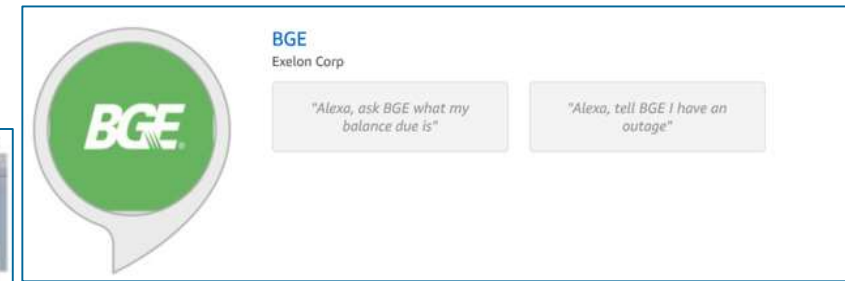 BGE
Exelon Corp
BGE
"Alexa, ask BGE what my
balance due is"
"Alexa, tell BGE I have an
outage"